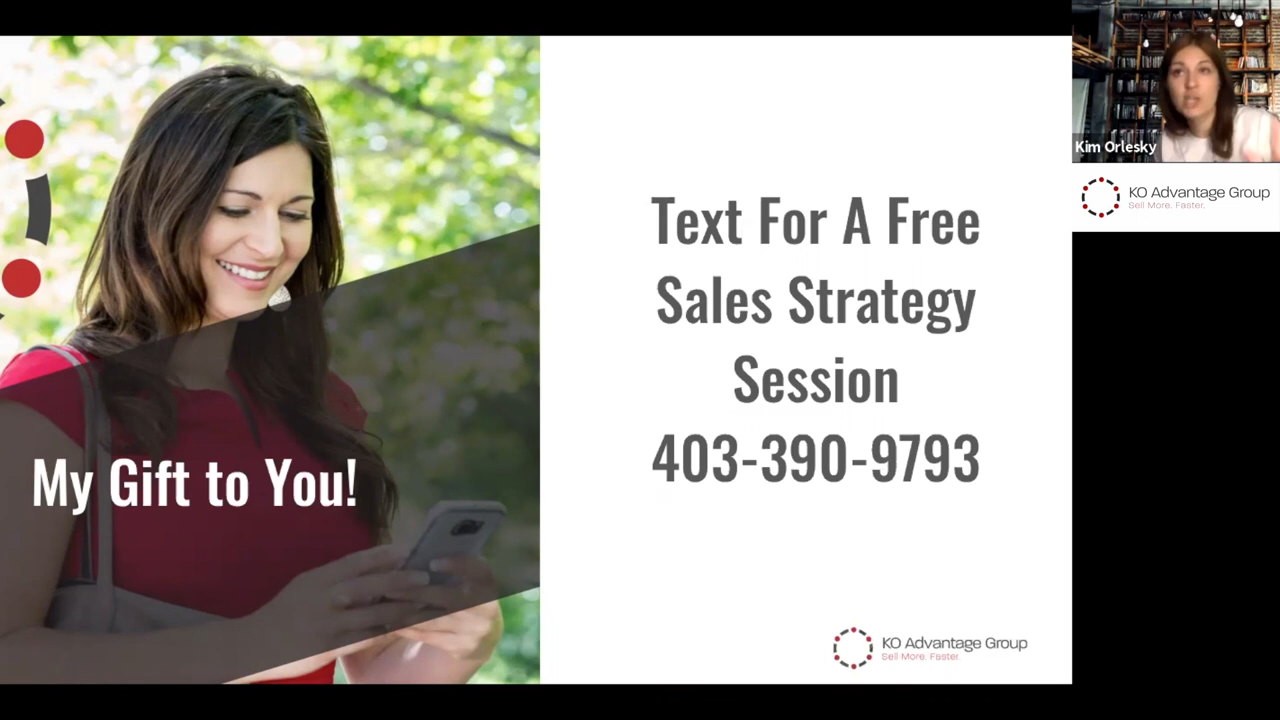 My Gift to You!
Text For A Free
Sales Strategy
Session
403-390-9793
KO Advantage Group
Sell More. Faster.
Kim Orlesky
KO Advantage Group
Sell More. Faster.